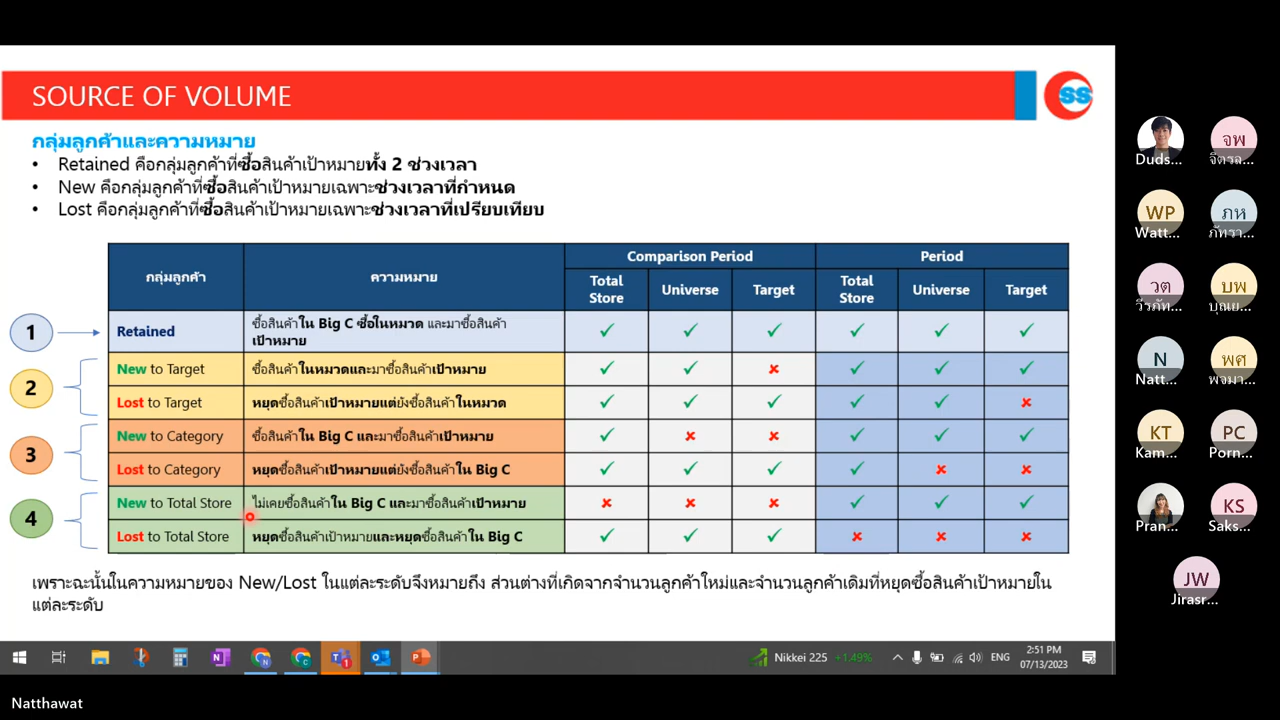 SOURCE OF VOLUME
SS
กลุ่มลูกค้าและความหมาย
• Retained คือกลุ่มลูกค้าที่ซื้อสินค้าเป้าหมายทั้ง 2 ช่วงเวลา
• New คือกลุ่มลูกค้าที่ซื้อสินค้าเป้าหมายเฉพาะช่วงเวลาที่กำหนด
• Lost คือกลุ่มลูกค้าที่ซื้อสินค้าเป้าหมายเฉพาะช่วงเวลาที่เปรียบเทียบ
กลุ่มลูกค้า ความหมาย Comparison Period Period
Total Store Universe Target Total Store Universe Target
1 Retained ซื้อสินค้าใน Big C ซื้อในหมวด และมาซื้อสินค้า
เป้าหมาย ✓ ✓ ✓ ✓ ✓ ✓
2 New to Target ซื้อสินค้าในหมวดและมาซื้อสินค้าเป้าหมาย ✓ ✓ ✗ ✓ ✓ ✓
Lost to Target หยุดซื้อสินค้าเป้าหมายแต่ยังซื้อสินค้าในหมวด ✓ ✓ ✓ ✓ ✓ ✗
3 New to Category ซื้อสินค้าใน Big C และมาซื้อสินค้าเป้าหมาย ✓ ✗ ✗ ✓ ✓ ✓
Lost to Category หยุดซื้อสินค้าเป้าหมายแต่ยังซื้อสินค้าใน Big C ✓ ✓ ✓ ✓ ✗ ✗
4 New to Total Store ไม่เคยซื้อสินค้าใน Big C และมาซื้อสินค้าเป้าหมาย ✗ ✗ ✗ ✓ ✓ ✓
Lost to Total Store หยุดซื้อสินค้าเป้าหมายและหยุดซื้อสินค้าใน Big C ✓ ✓ ✓ ✗ ✗ ✗
เพราะฉะนั้นในความหมายของ New/Lost ในแต่ละระดับจึงหมายถึง ส่วนต่างที่เกิดจากจำนวนลูกค้าใหม่และจำนวนลูกค้าเดิมที่หยุดซื้อสินค้าเป้าหมายใน
แต่ละระดับ
Nikkei 225 +1.49% ENG 2:51 PM
07/13/2023
Natthawat
Duds...
จพ
จิตรล...
WP
Watt...
ภห
ภัทรา...
วต
วีรภัท...
บพ
บุณย...
N
Natt...
พศ
พจมา...
KT
Kam...
PC
Porn...
Pran...
KS
Saks...
JW
Jirasr...